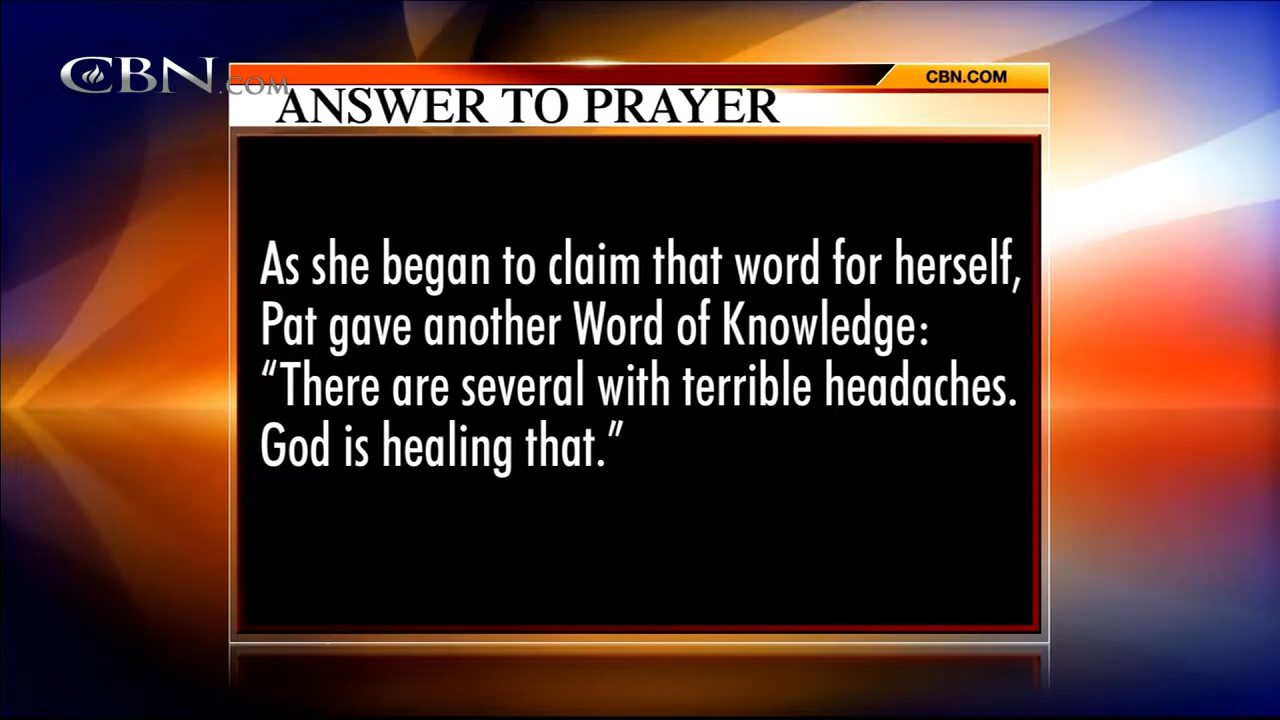 CBN.COM
CBN.COM
ANSWER TO PRAYER
As she began to claim that word for herself,
Pat gave another Word of Knowledge:
“There are several with terrible headaches.
God is healing that.”